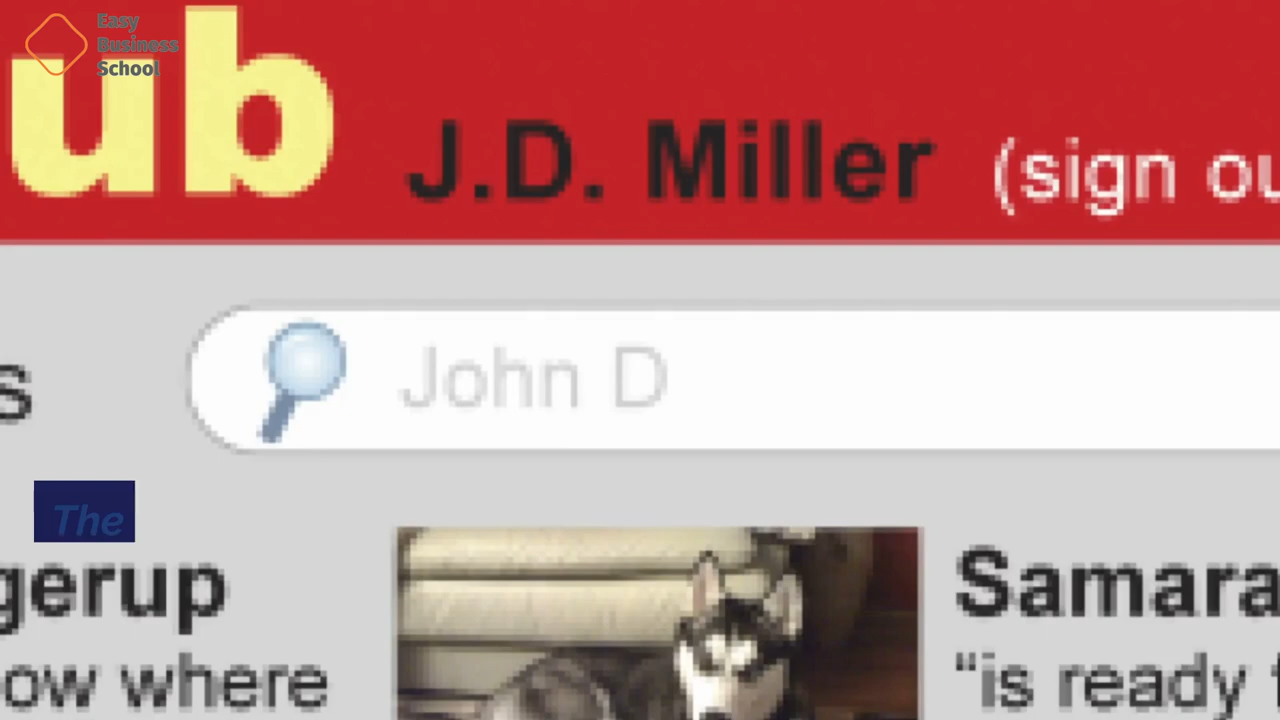 Easy
Business
School
ub
J.D. Miller (sign ou
s
John D
The
gerup
ow where
Samara
“is ready